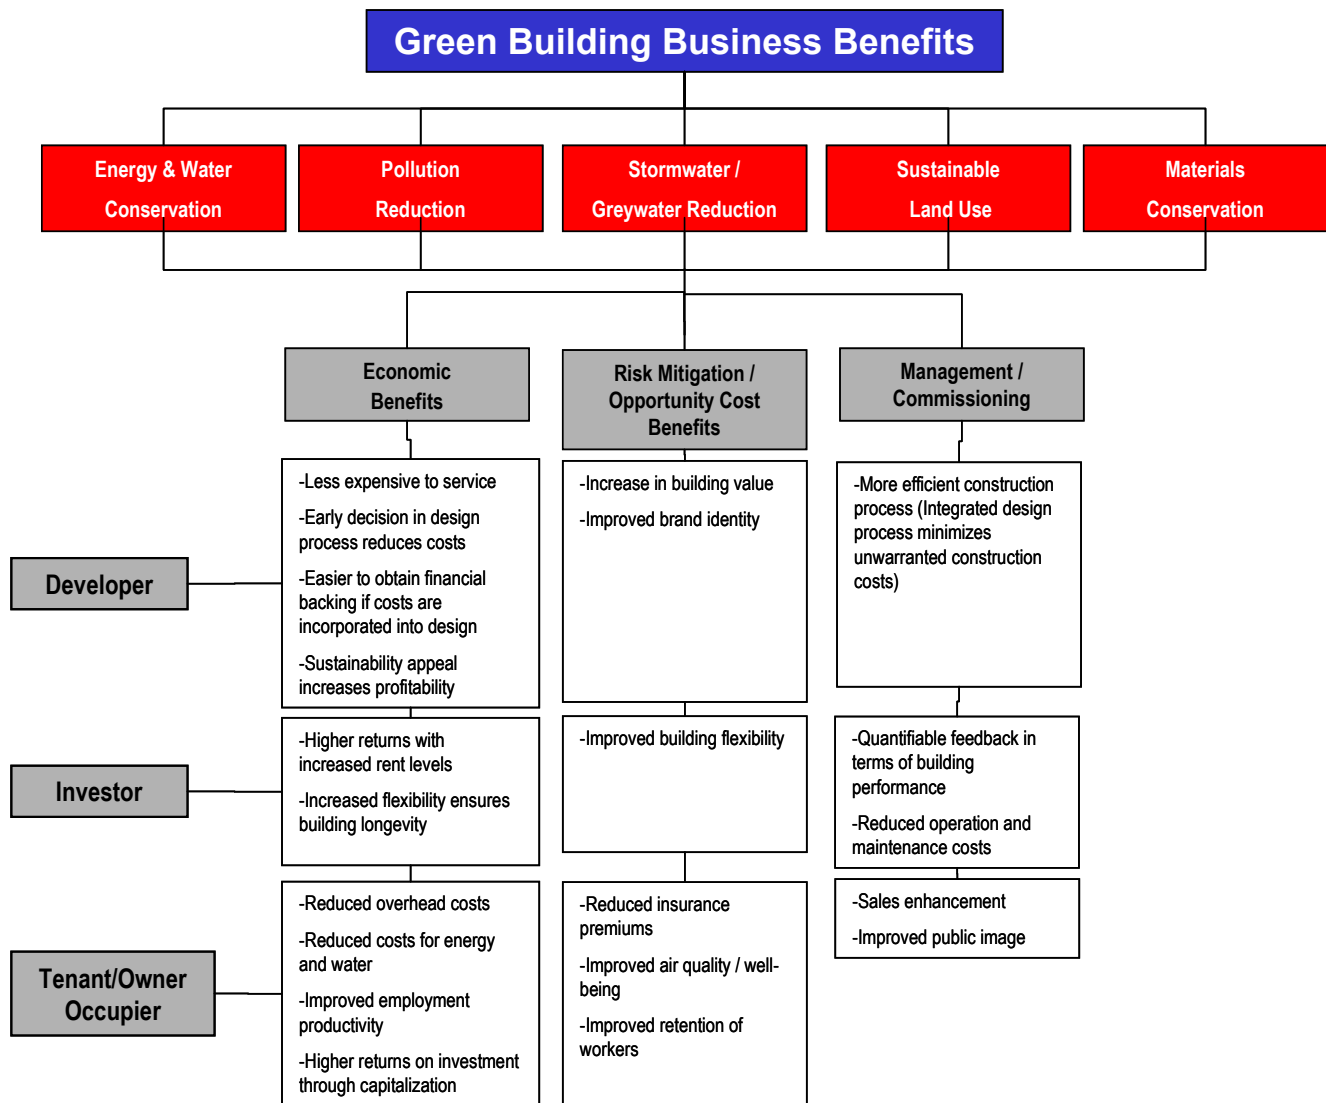 Green Building Business Benefits
Energy & Water
Conservation
Pollution
Reduction
Stormwater /
Greywater Reduction
Sustainable
Land Use
Materials
Conservation
Economic
Benefits
Risk Mitigation /
Opportunity Cost
Benefits
Management /
Commissioning
Developer
-Less expensive to service
-Early decision in design
process reduces costs
-Easier to obtain financial
backing if costs are
incorporated into design
-Sustainability appeal
increases profitability
-Increase in building value
-Improved brand identity
-More efficient construction
process (Integrated design
process minimizes
unwarranted construction
costs)
Investor
-Higher returns with
increased rent levels
-Increased flexibility ensures
building longevity
-Improved building flexibility
-Quantifiable feedback in
terms of building
performance
-Reduced operation and
maintenance costs
Tenant/Owner
Occupier
-Reduced overhead costs
-Reduced costs for energy
and water
-Improved employment
productivity
-Higher returns on investment
through capitalization
-Reduced insurance
premiums
-Improved air quality / well-
being
-Improved retention of
workers
-Sales enhancement
-Improved public image